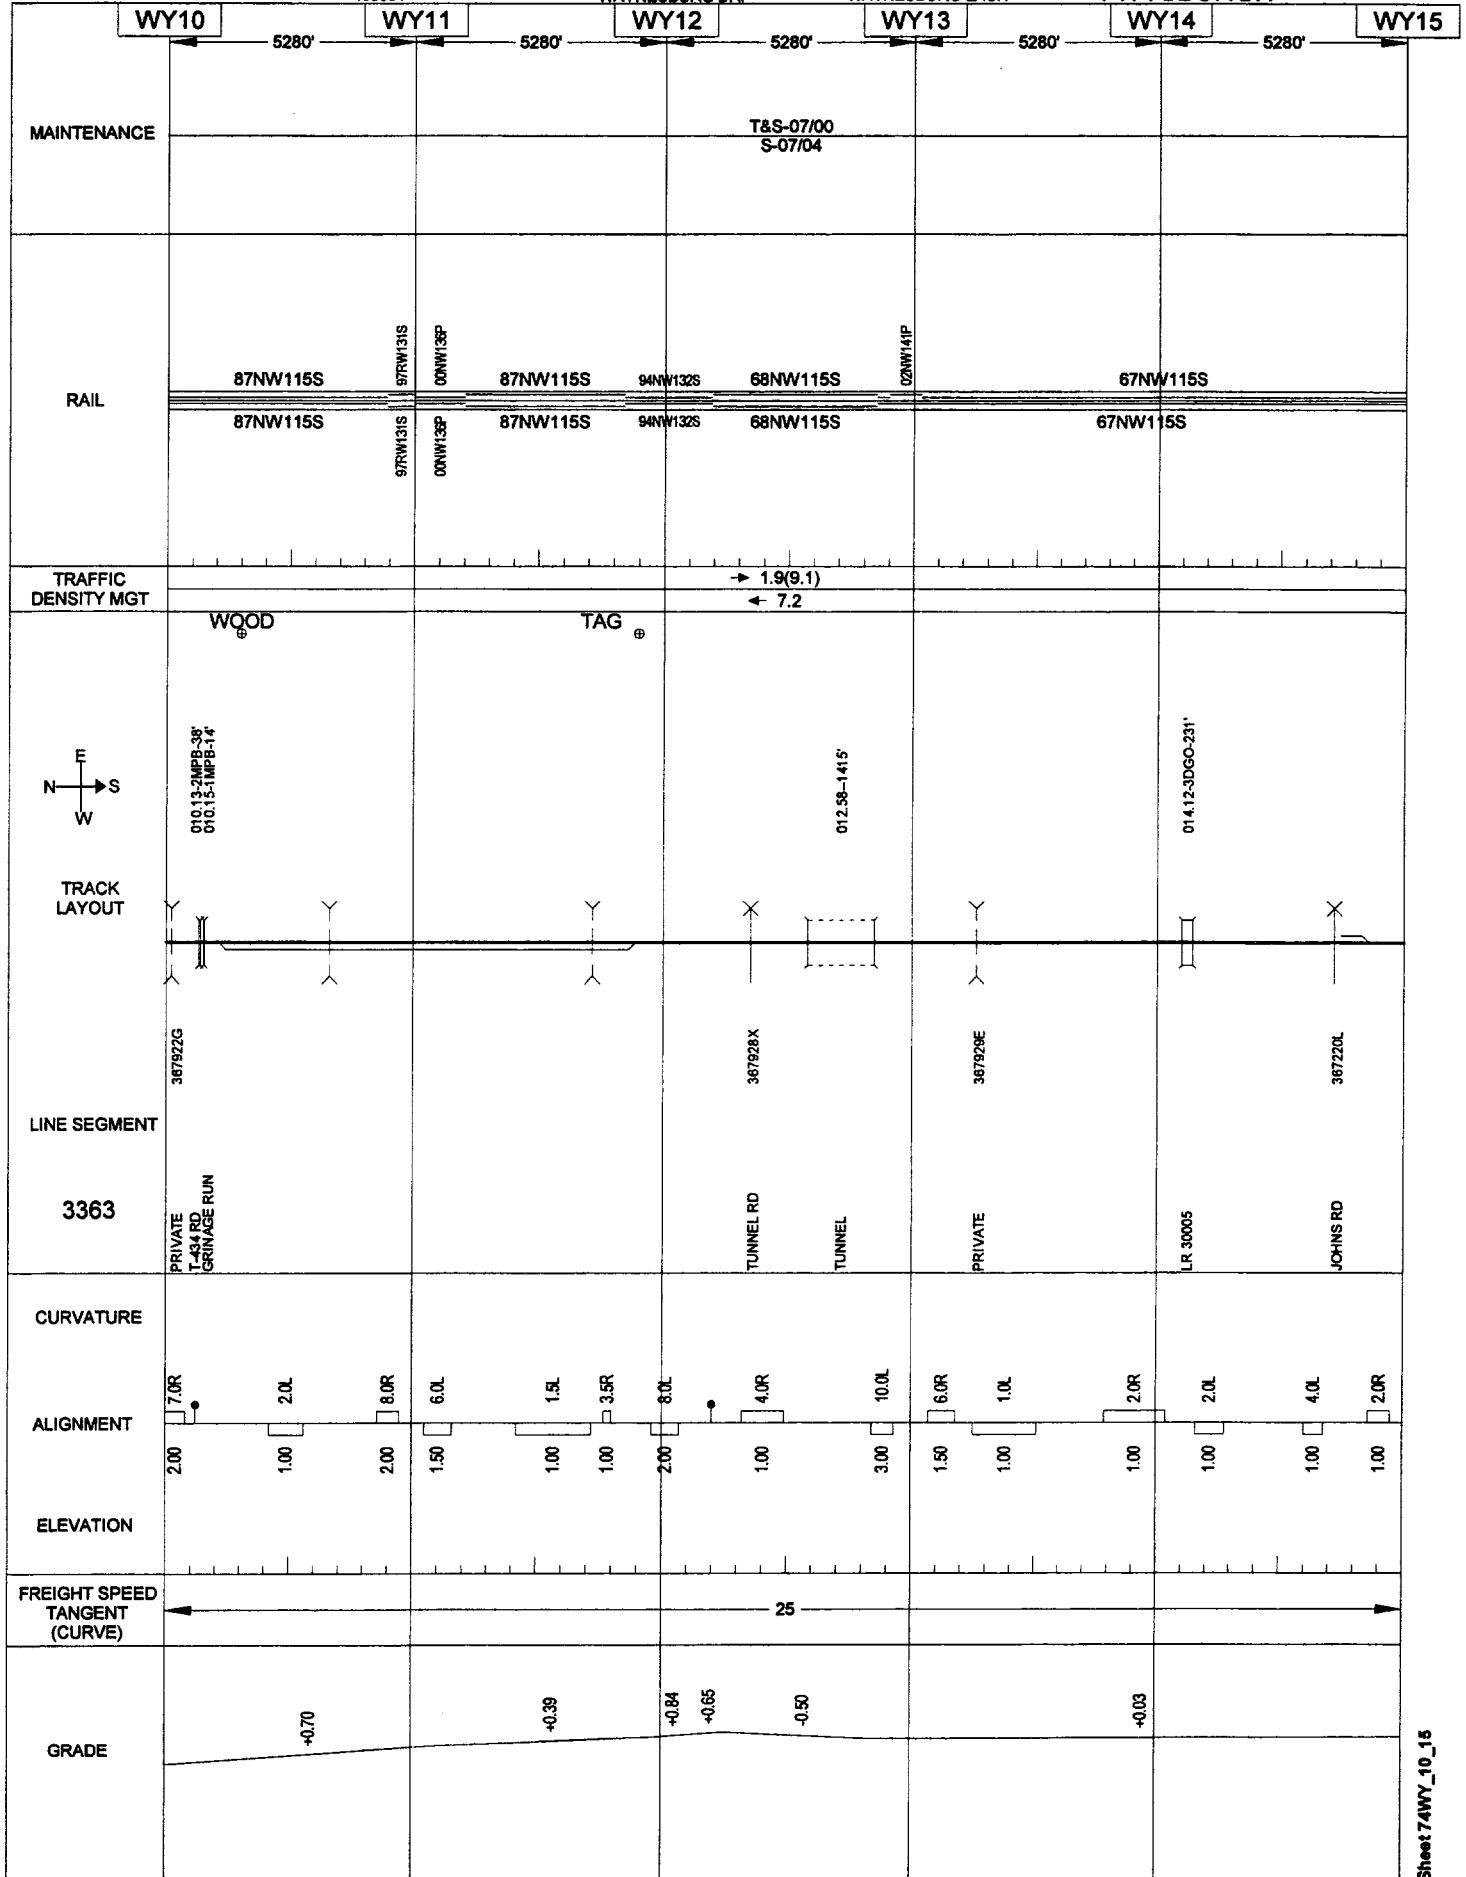 WY10 WY11 WY12 WY13 WY14 WY15
5280' 5280' 5280' 5280' 5280'
MAINTENANCE
T&S-07/00
S-07/04
97RW131S 00NW136P 02NW141P
87NW115S 87NW115S 94NW132S 68NW115S 67NW115S
RAIL
87NW115S 87NW115S 94NW132S 68NW115S 67NW115S
97RW131S 00NW136P
TRAFFIC
DENSITY MGT
→ 1.9(9.1)
← 7.2
WOOD TAG
010.13-2MPB-38'
010.15-1MPB-14'
012.58--1415'
014.12-3DGO-231'
E
N S
W
TRACK
LAYOUT
367922G 367928X 367929E 367220L
LINE SEGMENT
3363
PRIVATE
T-434 RD
GRINAGE RUN
TUNNEL RD
TUNNEL
PRIVATE
LR 30005
JOHNS RD
CURVATURE
7.0R 2.0L 8.0R 6.0L 1.5L 3.5R 8.0L 4.0R 10.0L 6.0R 1.0L 2.0R 2.0L 4.0L 2.0R
ALIGNMENT
2.00 1.00 2.00 1.50 1.00 1.00 2.00 1.00 3.00 1.50 1.00 1.00 1.00 1.00 1.00
ELEVATION
FREIGHT SPEED
TANGENT
(CURVE)
25
+0.70 +0.39 +0.84 +0.65 -0.50 +0.03
GRADE
Sheet 74WY_10_15